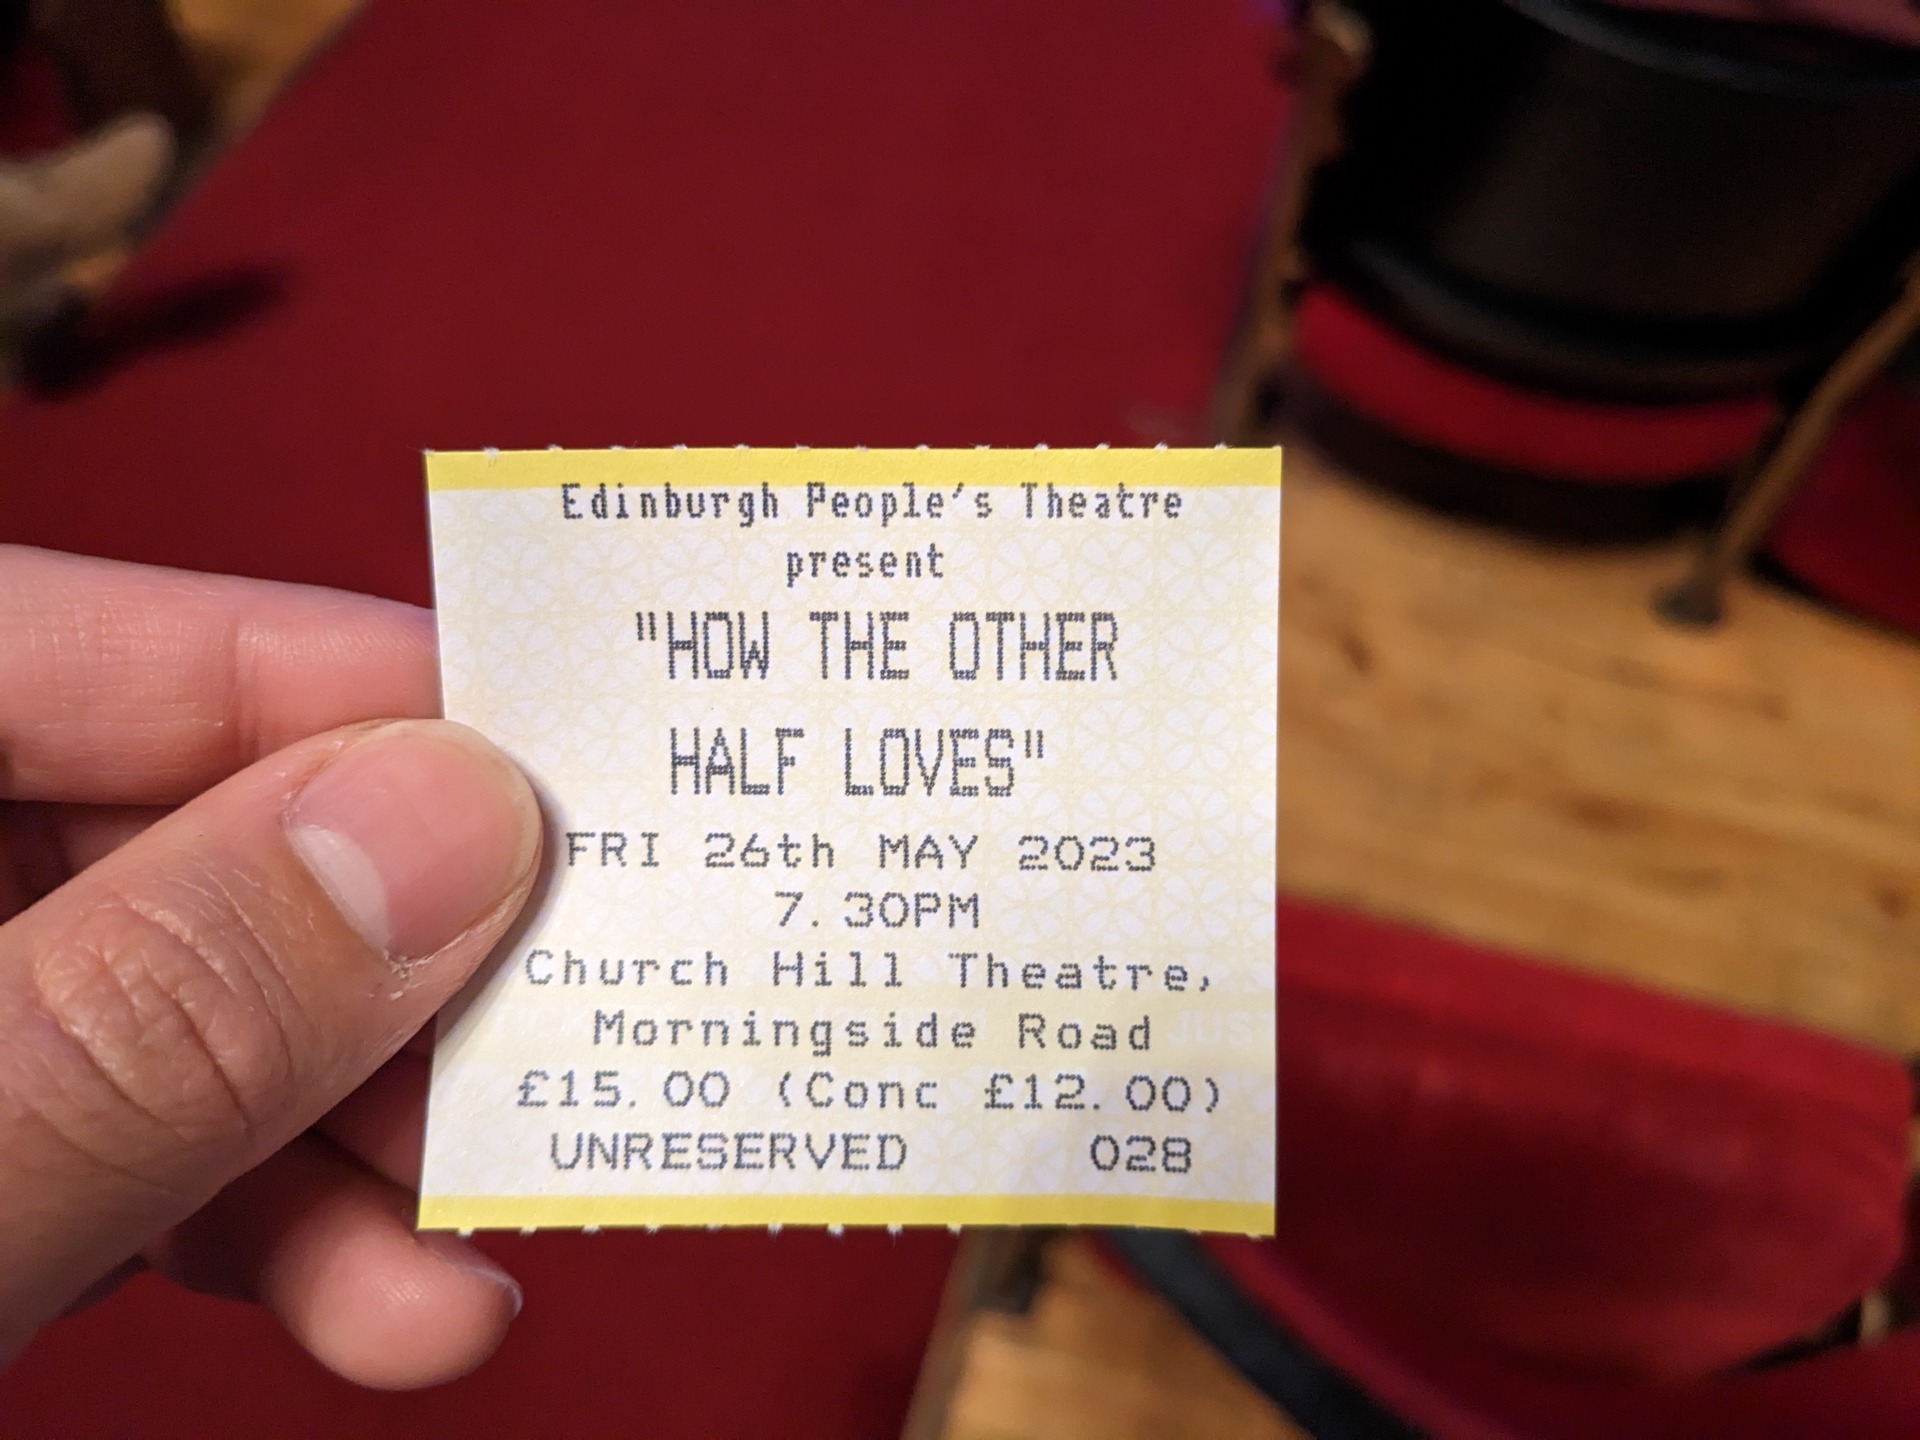 Edinburgh People's Theatre
present
"HOW THE OTHER
HALF LOVES"
FRI 26th MAY 2023
7.30PM
Church Hill Theatre,
Morningside Road
£15.00 (Conc £12.00)
UNRESERVED 028